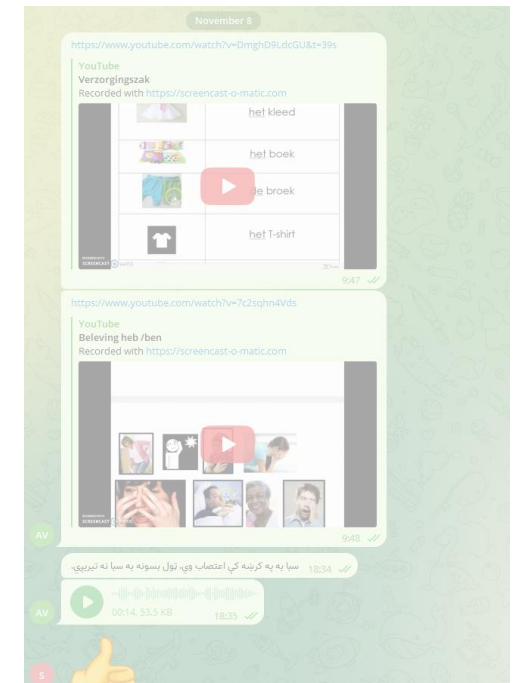 November 8
https://www.youtube.com/watch?v=DmghD9LdcGU&t=39s
YouTube
Verzorgingszak
Recorded with https://screencast-o-matic.com
het kleed
het boek
de broek
het T-shirt
9:47
https://www.youtube.com/watch?v=7c2sqhn4Vds
YouTube
Beleving heb /ben
Recorded with https://screencast-o-matic.com
9:48
AV
سبا به په کرښه کې اعتصاب وي، ټول بسونه به سبا نه تیریږي.
18:34
00:14, 53.5 KB
18:35
AV
S